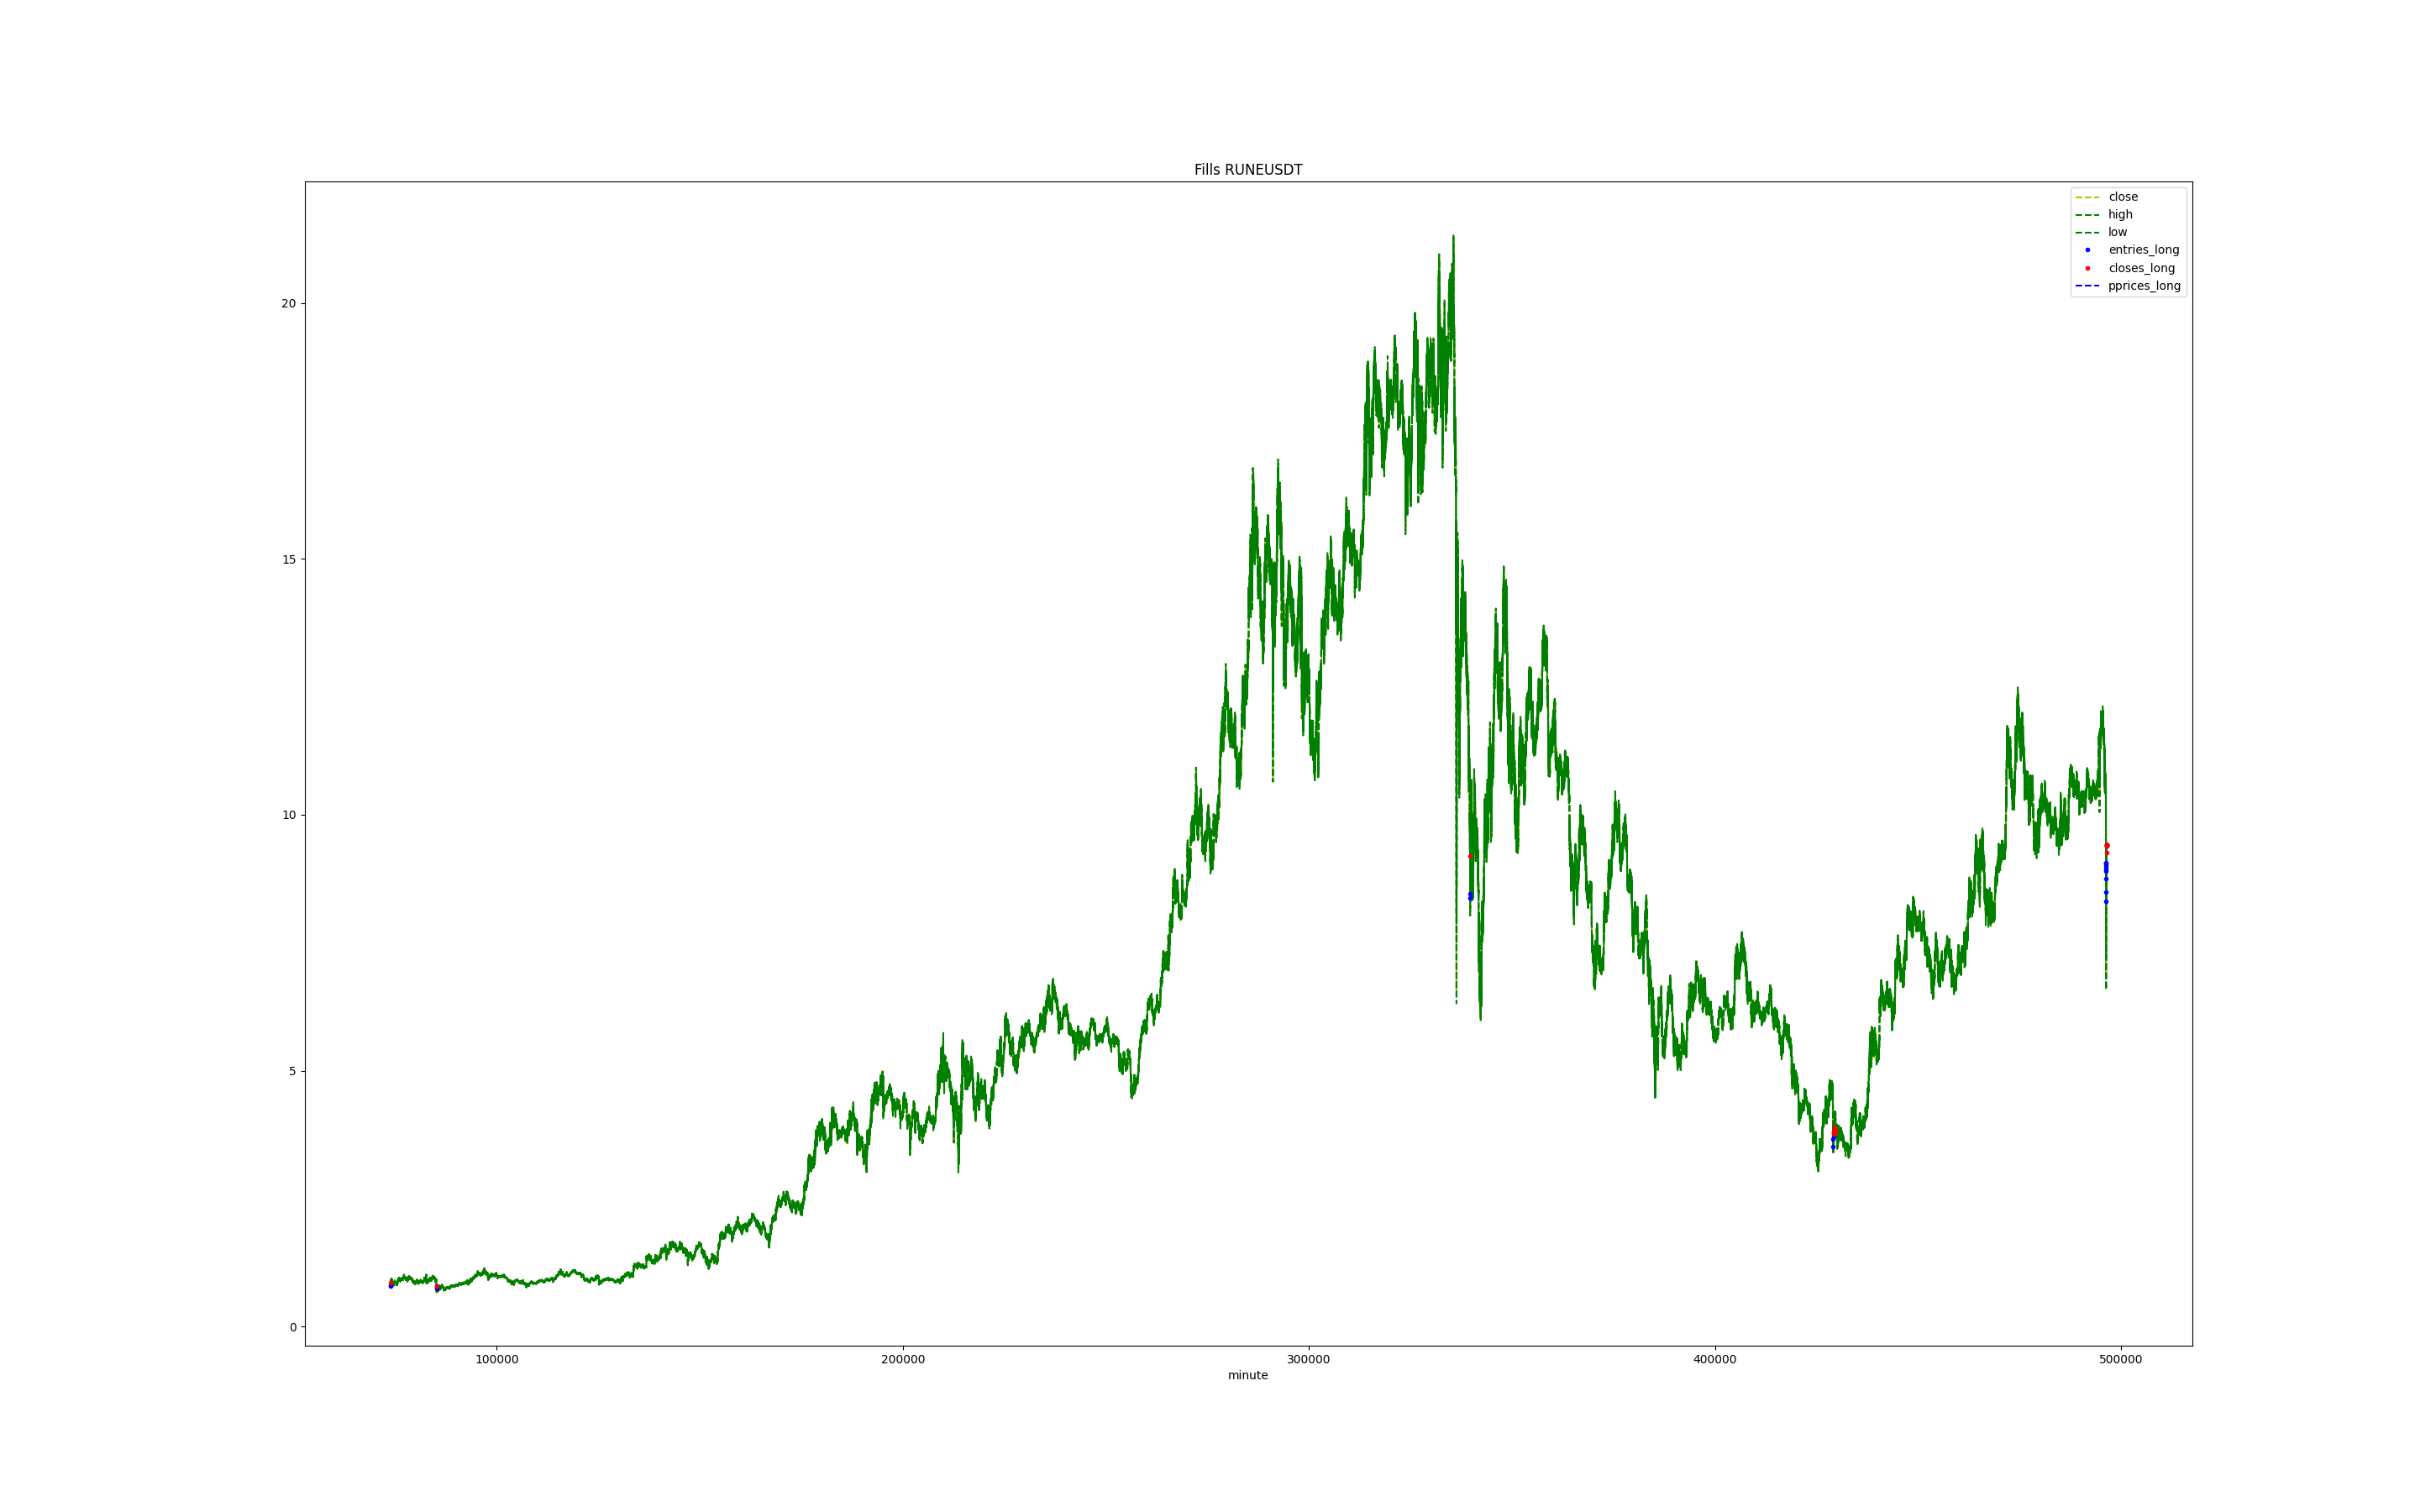 Fills RUNEUSDT
close
high
low
entries_long
closes_long
pprices_long
20
15
10
5
0
100000 200000 300000 400000 500000
minute